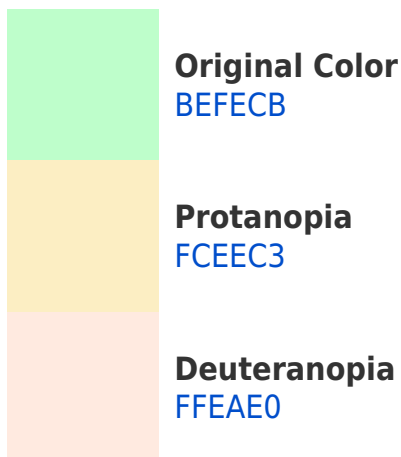 Original Color
BEFECB
Protanopia
FCEEC3
Deuteranopia
FFEAE0